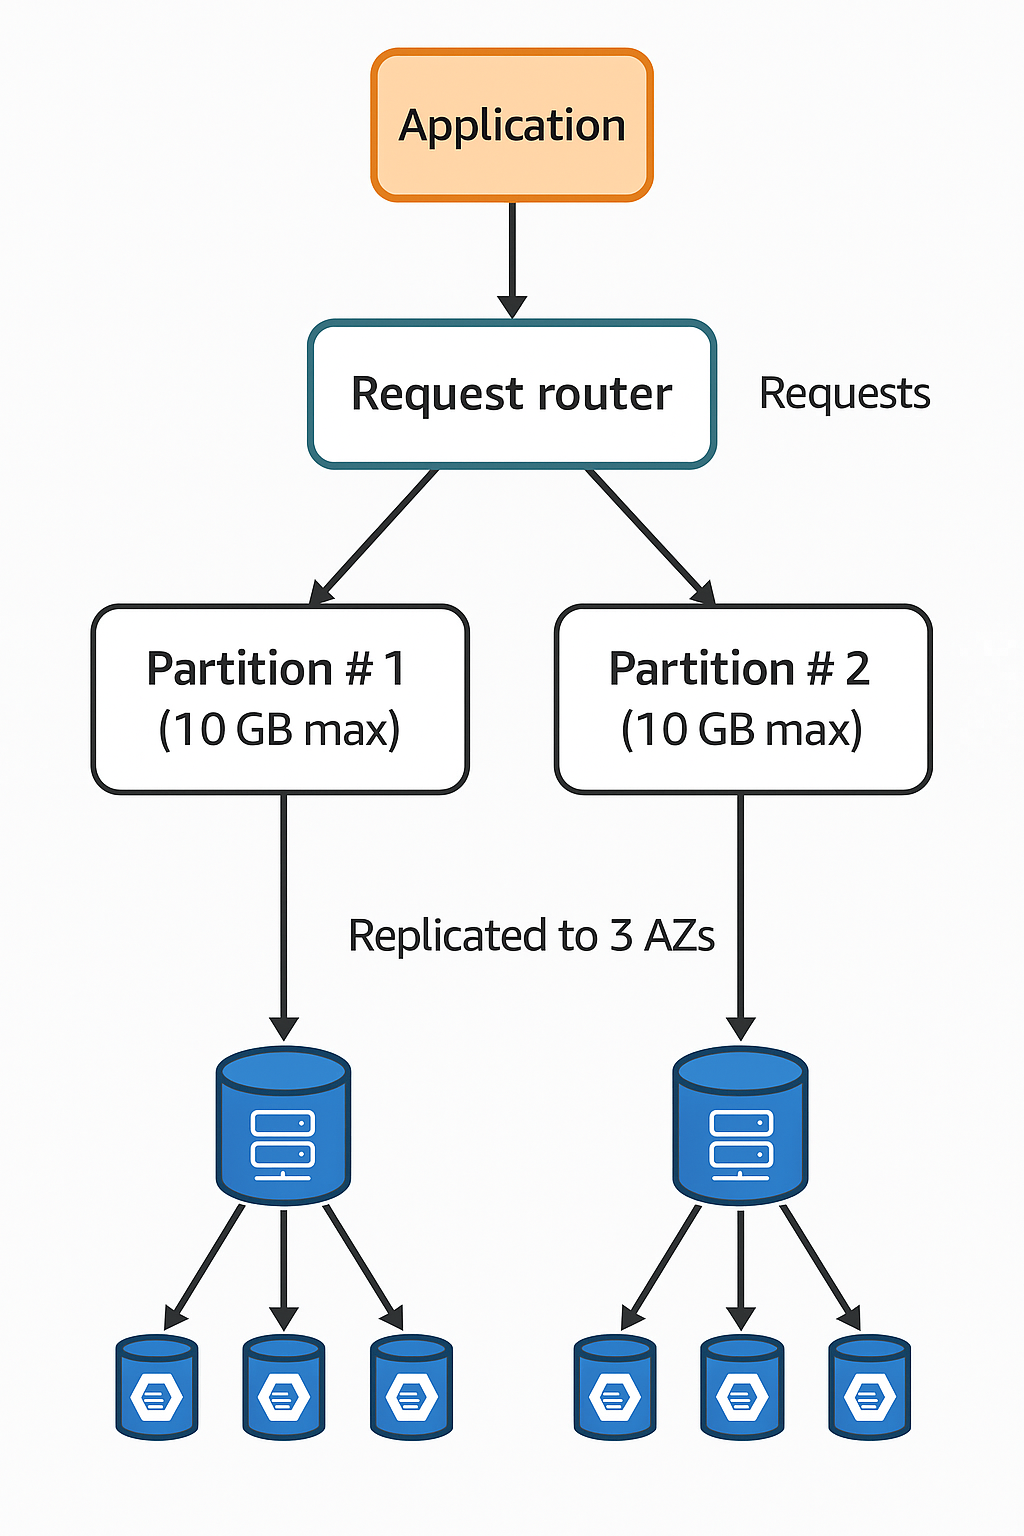 Application
Request router
Requests
Partition # 1
(10 GB max)
Partition # 2
(10 GB max)
Replicated to 3 AZs